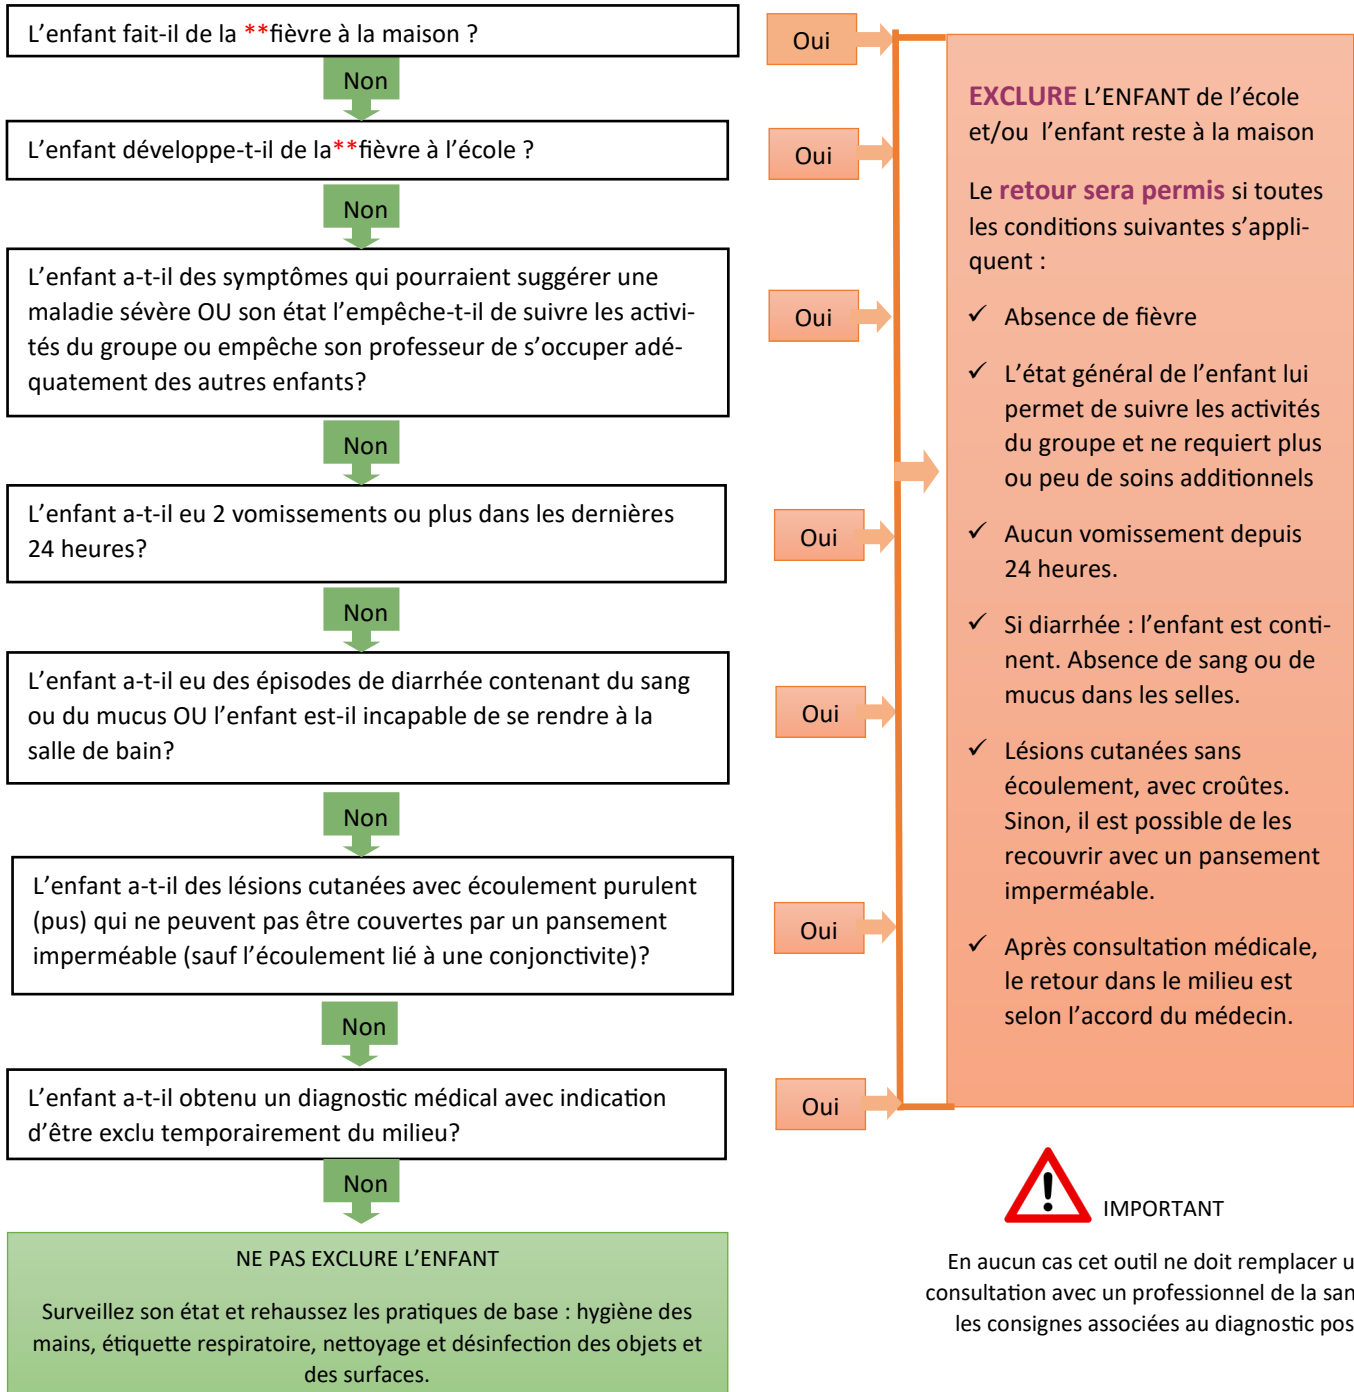 L'enfant fait-il de la **fièvre à la maison ?
Oui
Non
L'enfant développe-t-il de la**fièvre à l'école ?
Oui
Non
L'enfant a-t-il des symptômes qui pourraient suggérer une
maladie sévère OU son état l'empêche-t-il de suivre les activi-
tés du groupe ou empêche son professeur de s'occuper adé-
quatement des autres enfants?
Oui
Non
L'enfant a-t-il eu 2 vomissements ou plus dans les dernières
24 heures?
Oui
Non
L'enfant a-t-il eu des épisodes de diarrhée contenant du sang
ou du mucus OU l'enfant est-il incapable de se rendre à la
salle de bain?
Oui
Non
L'enfant a-t-il des lésions cutanées avec écoulement purulent
(pus) qui ne peuvent pas être couvertes par un pansement
imperméable (sauf l'écoulement lié à une conjonctivite)?
Oui
Non
L'enfant a-t-il obtenu un diagnostic médical avec indication
d'être exclu temporairement du milieu?
Oui
Non
NE PAS EXCLURE L'ENFANT
Surveillez son état et rehaussez les pratiques de base : hygiène des
mains, étiquette respiratoire, nettoyage et désinfection des objets et
des surfaces.
EXCLURE L'ENFANT de l'école
et/ou l'enfant reste à la maison
Le retour sera permis si toutes
les conditions suivantes s'appli-
quent :
✓ Absence de fièvre
✓ L'état général de l'enfant lui
permet de suivre les activités
du groupe et ne requiert plus
ou peu de soins additionnels
✓ Aucun vomissement depuis
24 heures.
✓ Si diarrhée : l'enfant est conti-
nent. Absence de sang ou de
mucus dans les selles.
✓ Lésions cutanées sans
écoulement, avec croûtes.
Sinon, il est possible de les
recouvrir avec un pansement
imperméable.
✓ Après consultation médicale,
le retour dans le milieu est
selon l'accord du médecin.
IMPORTANT
En aucun cas cet outil ne doit remplacer
consultation avec un professionnel de la
les consignes associées au diagnostic